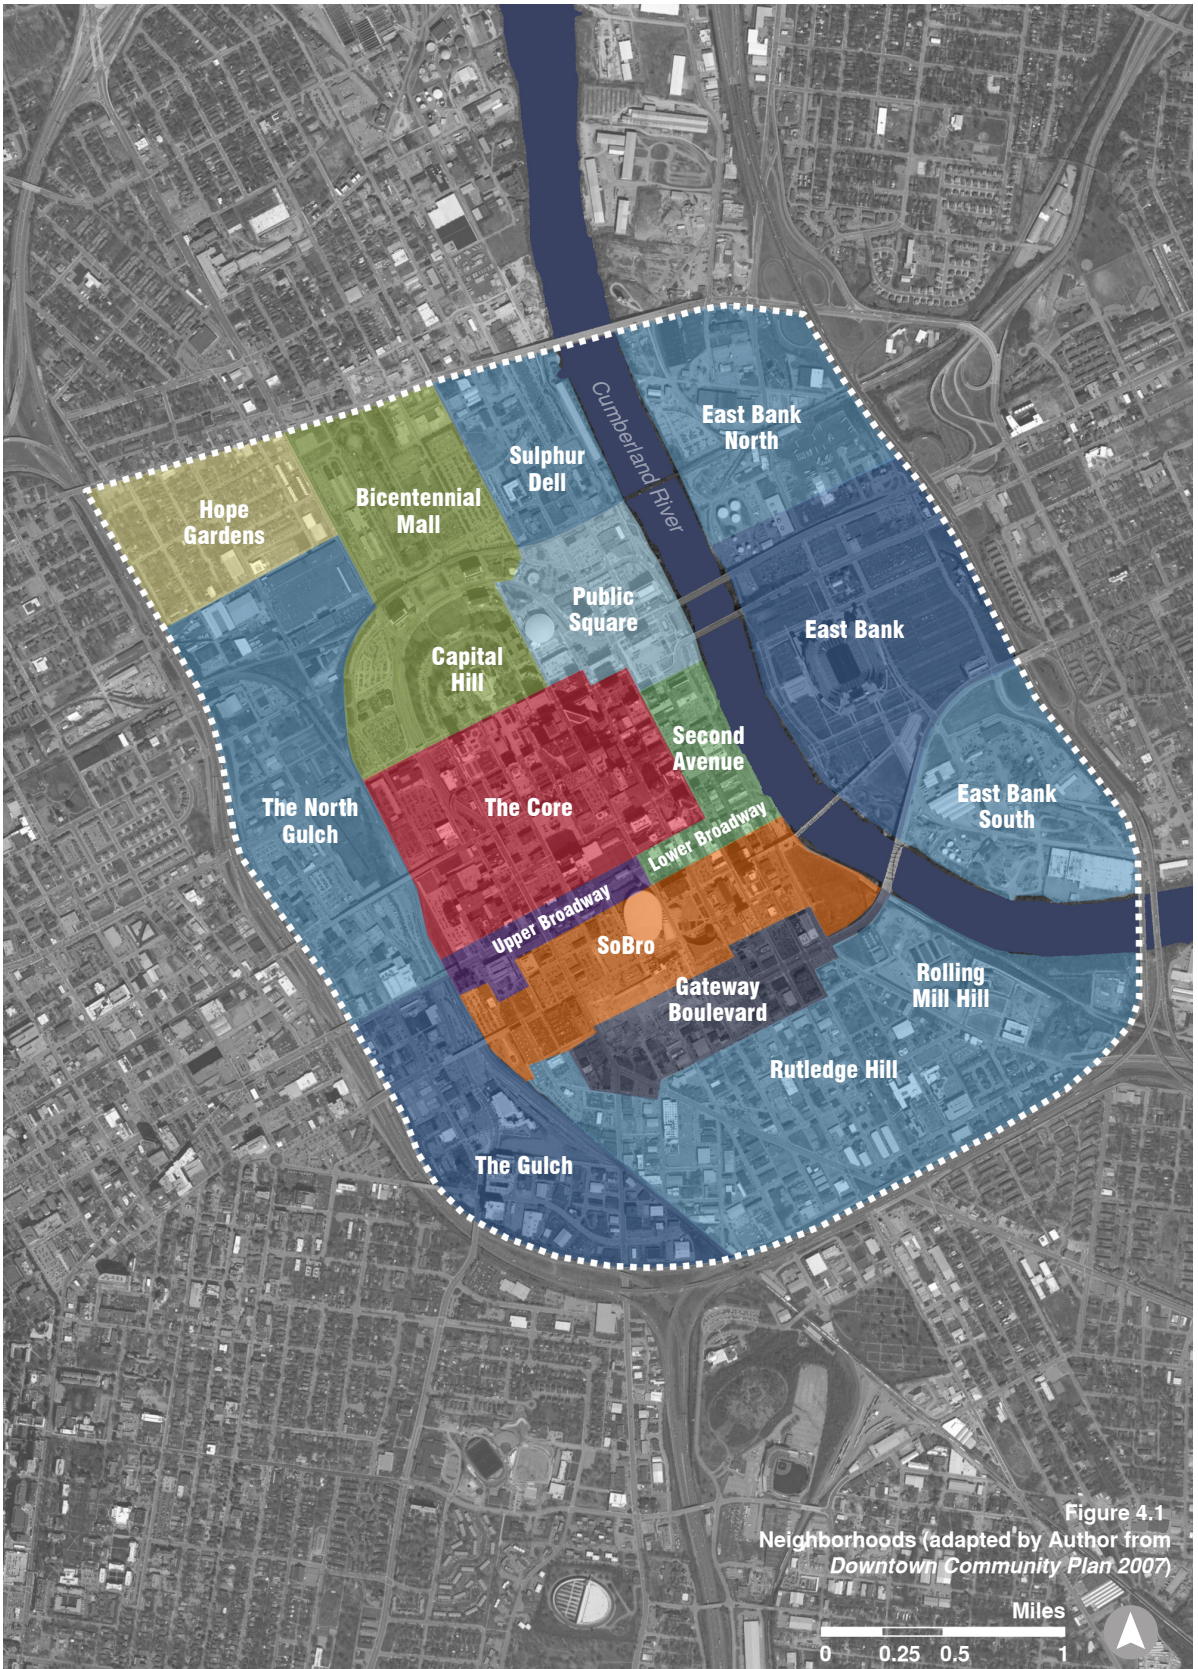 Cumberland River
East Bank
North
Sulphur
Dell
Bicentennial
Mall
Hope
Gardens
Public
Square
East Bank
Capital
Hill
Second
Avenue
The Core
The North
Gulch
East Bank
South
Lower Broadway
Upper Broadway
SoBro
Gateway
Boulevard
Rolling
Mill Hill
Rutledge Hill
The Gulch
Figure 4.1
Neighborhoods (adapted by Author from
Downtown Community Plan 2007)
Miles
0 0.25 0.5 1